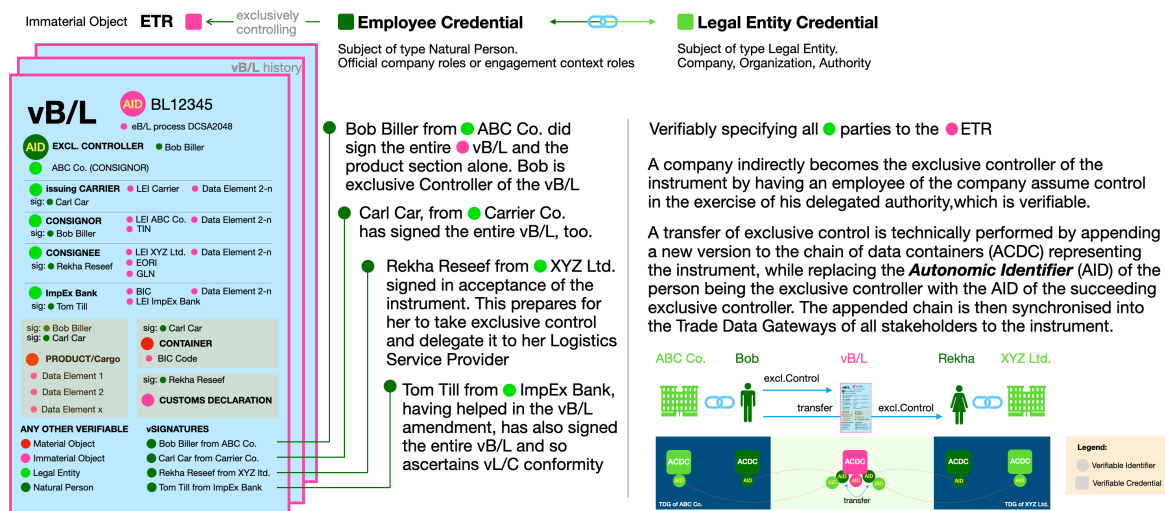 Immaterial Object ETR
exclusively
controlling
Employee Credential
Subject of type Natural Person.
Official company roles or engagement context roles
Legal Entity Credential
Subject of type Legal Entity.
Company, Organization, Authority
vB/L history
vB/L
AID BL12345
eB/L process DCSA2048
AID EXCL. CONTROLLER Bob Biller
ABC Co. (CONSIGNOR)
issuing CARRIER LEI Carrier Data Element 2-n
sig: Carl Car
CONSIGNOR LEI ABC Co. Data Element 2-n
sig: Bob Biller TIN
CONSIGNEE LEI XYZ Ltd. Data Element 2-n
sig: Rekha Reseef EORI
GLN
ImpEx Bank BIC Data Element 2-n
sig: Tom Till LEI ImpEx Bank
sig: Bob Biller
sig: Carl Car
PRODUCT/Cargo
Data Element 1
Data Element 2
Data Element x
sig: Carl Car
CONTAINER
BIC Code
sig: Rekha Reseef
CUSTOMS DECLARATION
ANY OTHER VERIFIABLE
Material Object
Immaterial Object
Legal Entity
Natural Person
vSIGNATURES
Bob Biller from ABC Co.
Carl Car from Carrier Co.
Rekha Reseef from XYZ ltd.
Tom Till from ImpEx Bank
Bob Biller from ABC Co. did
sign the entire vB/L and the
product section alone. Bob is
exclusive Controller of the vB/L
Carl Car, from Carrier Co.
has signed the entire vB/L, too.
Rekha Reseef from XYZ Ltd.
signed in acceptance of the
instrument. This prepares for
her to take exclusive control
and delegate it to her Logistics
Service Provider
Tom Till from ImpEx Bank,
having helped in the vB/L
amendment, has also signed
the entire vB/L and so
ascertains vL/C conformity
Verifiably specifying all parties to the ETR
A company indirectly becomes the exclusive controller of the
instrument by having an employee of the company assume control
in the exercise of his delegated authority,which is verifiable.
A transfer of exclusive control is technically performed by appending
a new version to the chain of data containers (ACDC) representing
the instrument, while replacing the Autonomic Identifier (AID) of the
person being the exclusive controller with the AID of the succeeding
exclusive controller. The appended chain is then synchronised into
the Trade Data Gateways of all stakeholders to the instrument.
ABC Co. Bob vB/L Rekha XYZ Ltd.
excl.Control
transfer excl.Control
ACDC ACDC ACDC ACDC ACDC
AID AID AID AID AID AID AID AID AID
transfer
TDG of ABC Co. TDG of XYZ Ltd.
Legend:
Verifiable Identifier
Verifiable Credential